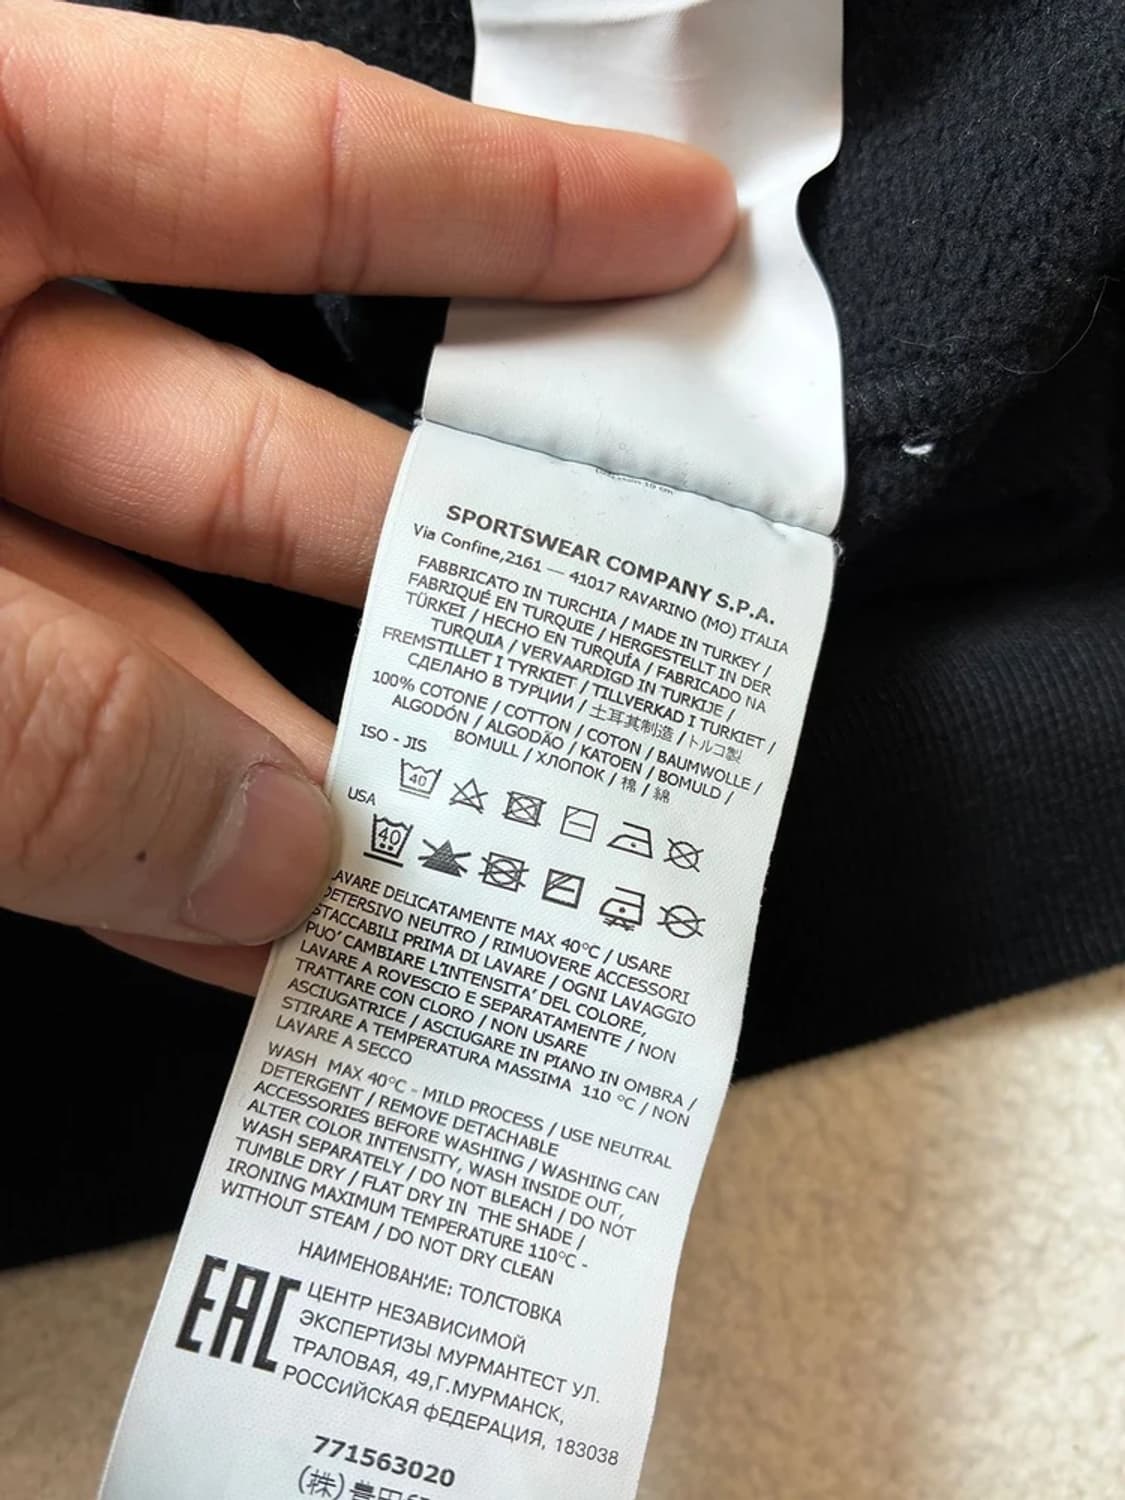 SPORTSWEAR COMPANY S.P.A.
Via Confine,2161 — 41017 RAVARINO (MO) ITALIA
FABBRICATO IN TURCHIA / MADE IN TURKEY /
FABRIQUÉ EN TURQUIE / HERGESTELLT IN DER
TÜRKEI / HECHO EN TURQUÍA / FABRICADO NA
TURQUIA / VERVAARDIGD IN TURKIJE /
FREMSTILLET I TYRKIET / TILLVERKAD I TURKIET /
СДЕЛАНО В ТУРЦИИ / 土耳其制造 / トルコ製
100% COTONE / COTTON / COTON / BAUMWOLLE /
ALGODÓN / ALGODÃO / KATOEN / BOMULD /
BOMULL / ХЛОПОК / 棉 / 綿
ISO - JIS
40
USA
40
LAVARE DELICATAMENTE MAX 40°C / USARE
DETERSIVO NEUTRO / RIMUOVERE ACCESSORI
STACCABILI PRIMA DI LAVARE / OGNI LAVAGGIO
PUO' CAMBIARE L'INTENSITA' DEL COLORE,
LAVARE A ROVESCIO E SEPARATAMENTE / NON
TRATTARE CON CLORO / NON USARE
ASCIUGATRICE / ASCIUGARE IN PIANO IN OMBRA /
STIRARE A TEMPERATURA MASSIMA 110 °C / NON
LAVARE A SECCO
WASH MAX 40°C - MILD PROCESS / USE NEUTRAL
DETERGENT / REMOVE DETACHABLE
ACCESSORIES BEFORE WASHING / WASHING CAN
ALTER COLOR INTENSITY, WASH INSIDE OUT,
WASH SEPARATELY / DO NOT BLEACH / DO NOT
TUMBLE DRY / FLAT DRY IN THE SHADE /
IRONING MAXIMUM TEMPERATURE 110°C -
WITHOUT STEAM / DO NOT DRY CLEAN
НАИМЕНОВАНИЕ: ТОЛСТОВКА
EAC
ЦЕНТР НЕЗАВИСИМОЙ
ЭКСПЕРТИЗЫ МУРМАНТЕСТ УЛ.
ТРАЛОВАЯ, 49,Г.МУРМАНСК,
РОССИЙСКАЯ ФЕДЕРАЦИЯ, 183038
771563020
(株)